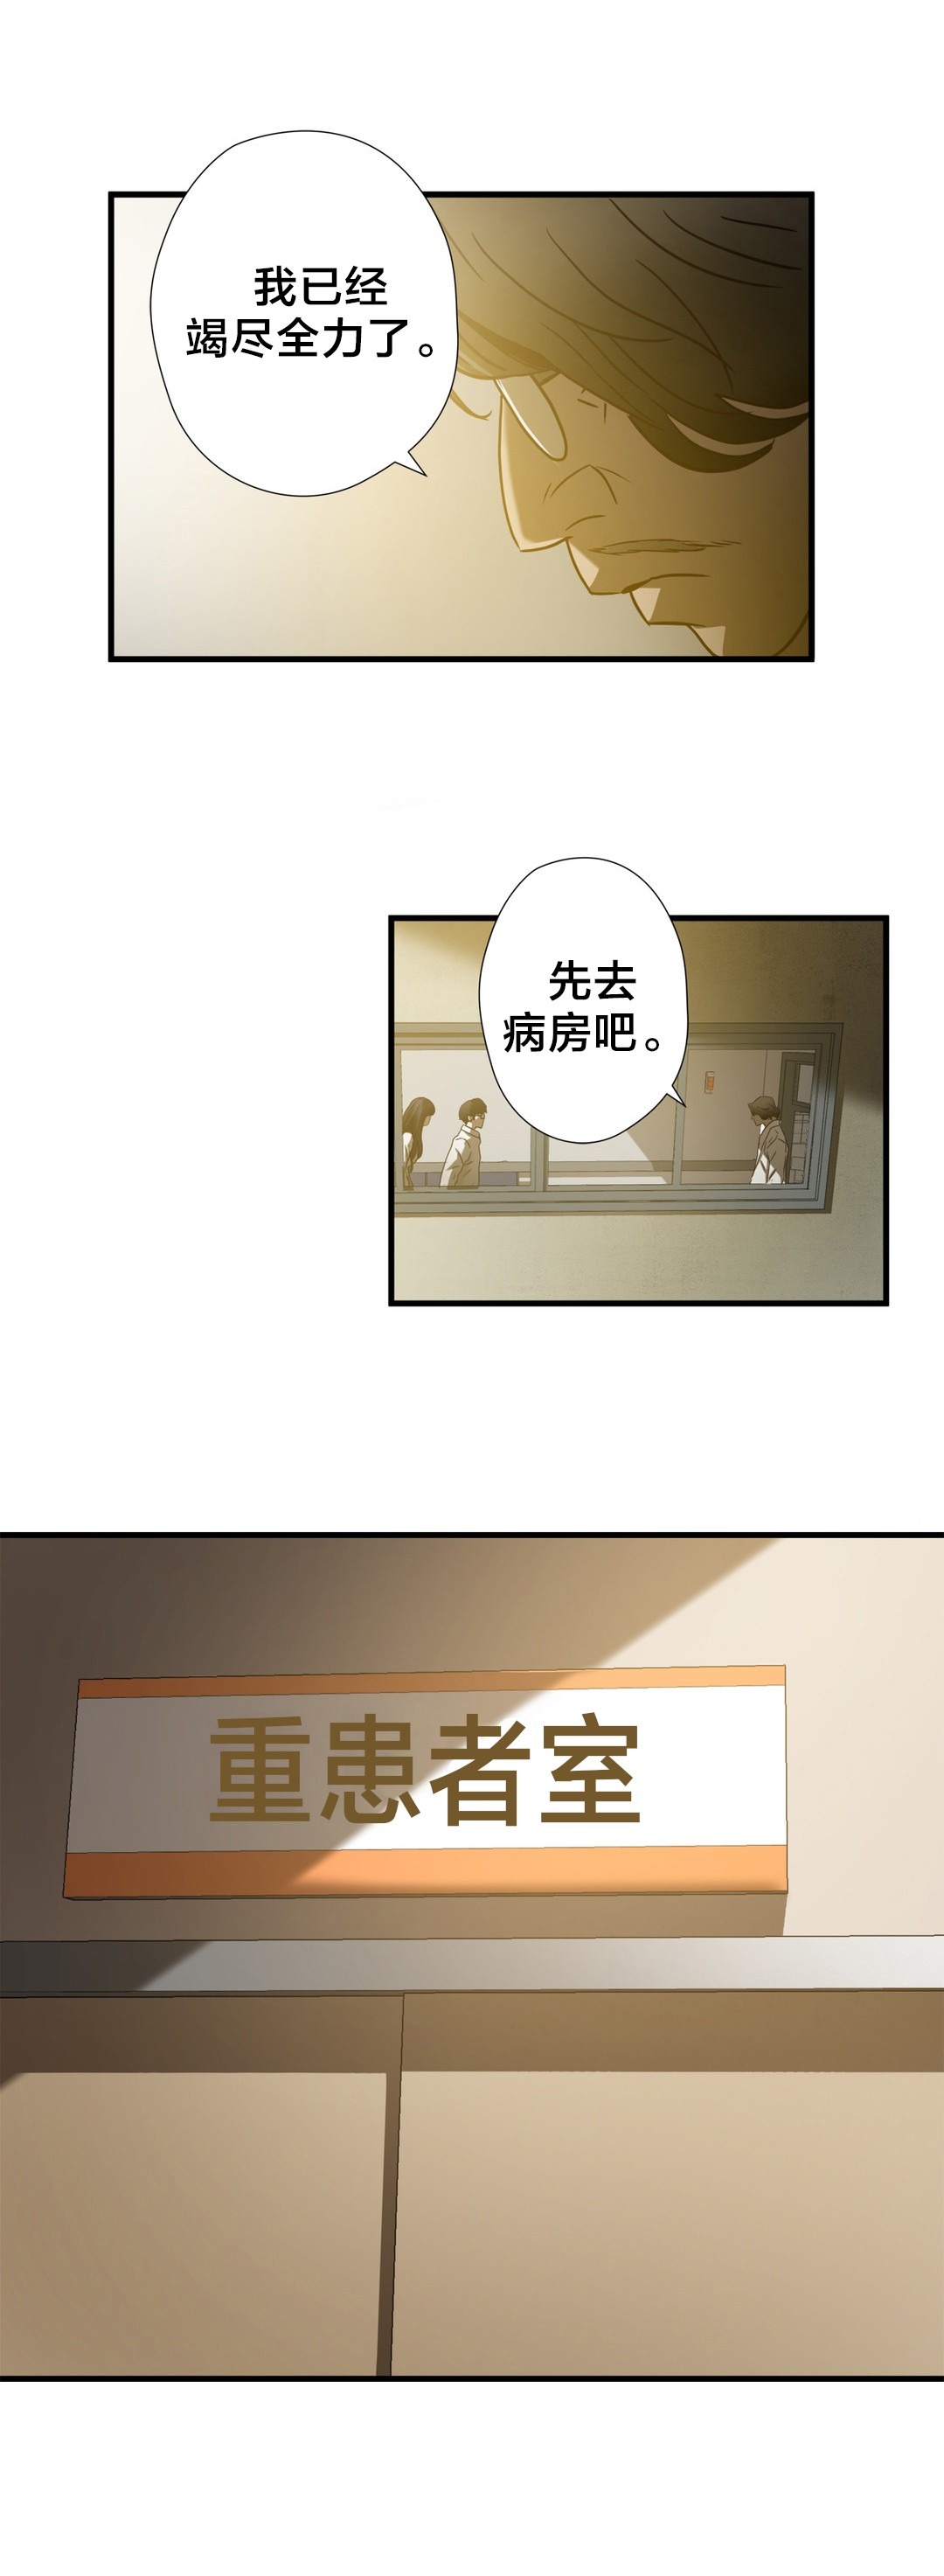 我已经
竭尽全力了。
先去
病房吧。
重患者室